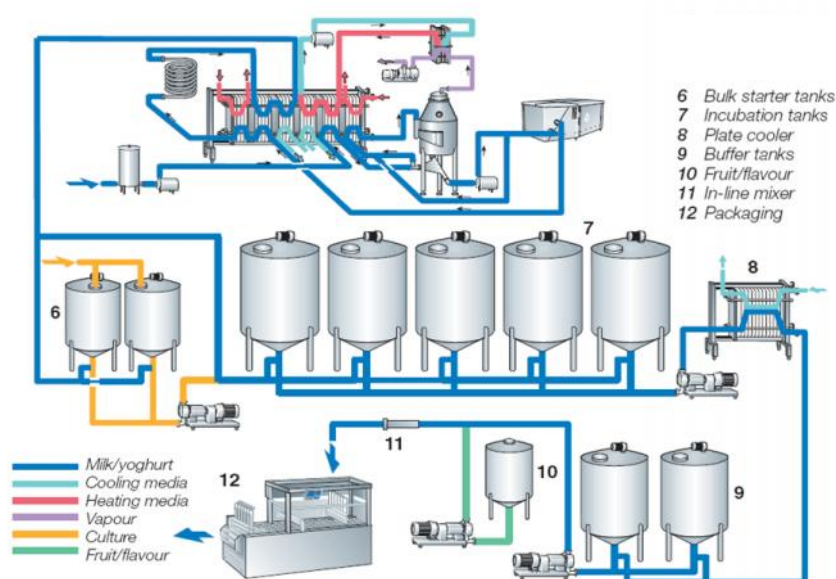 6 Bulk starter tanks
7 Incubation tanks
8 Plate cooler
9 Buffer tanks
10 Fruit/flavour
11 In-line mixer
12 Packaging
7
8
6
11
12
10
9
Milk/yoghurt
Cooling media
Heating media
Vapour
Culture
Fruit/flavour